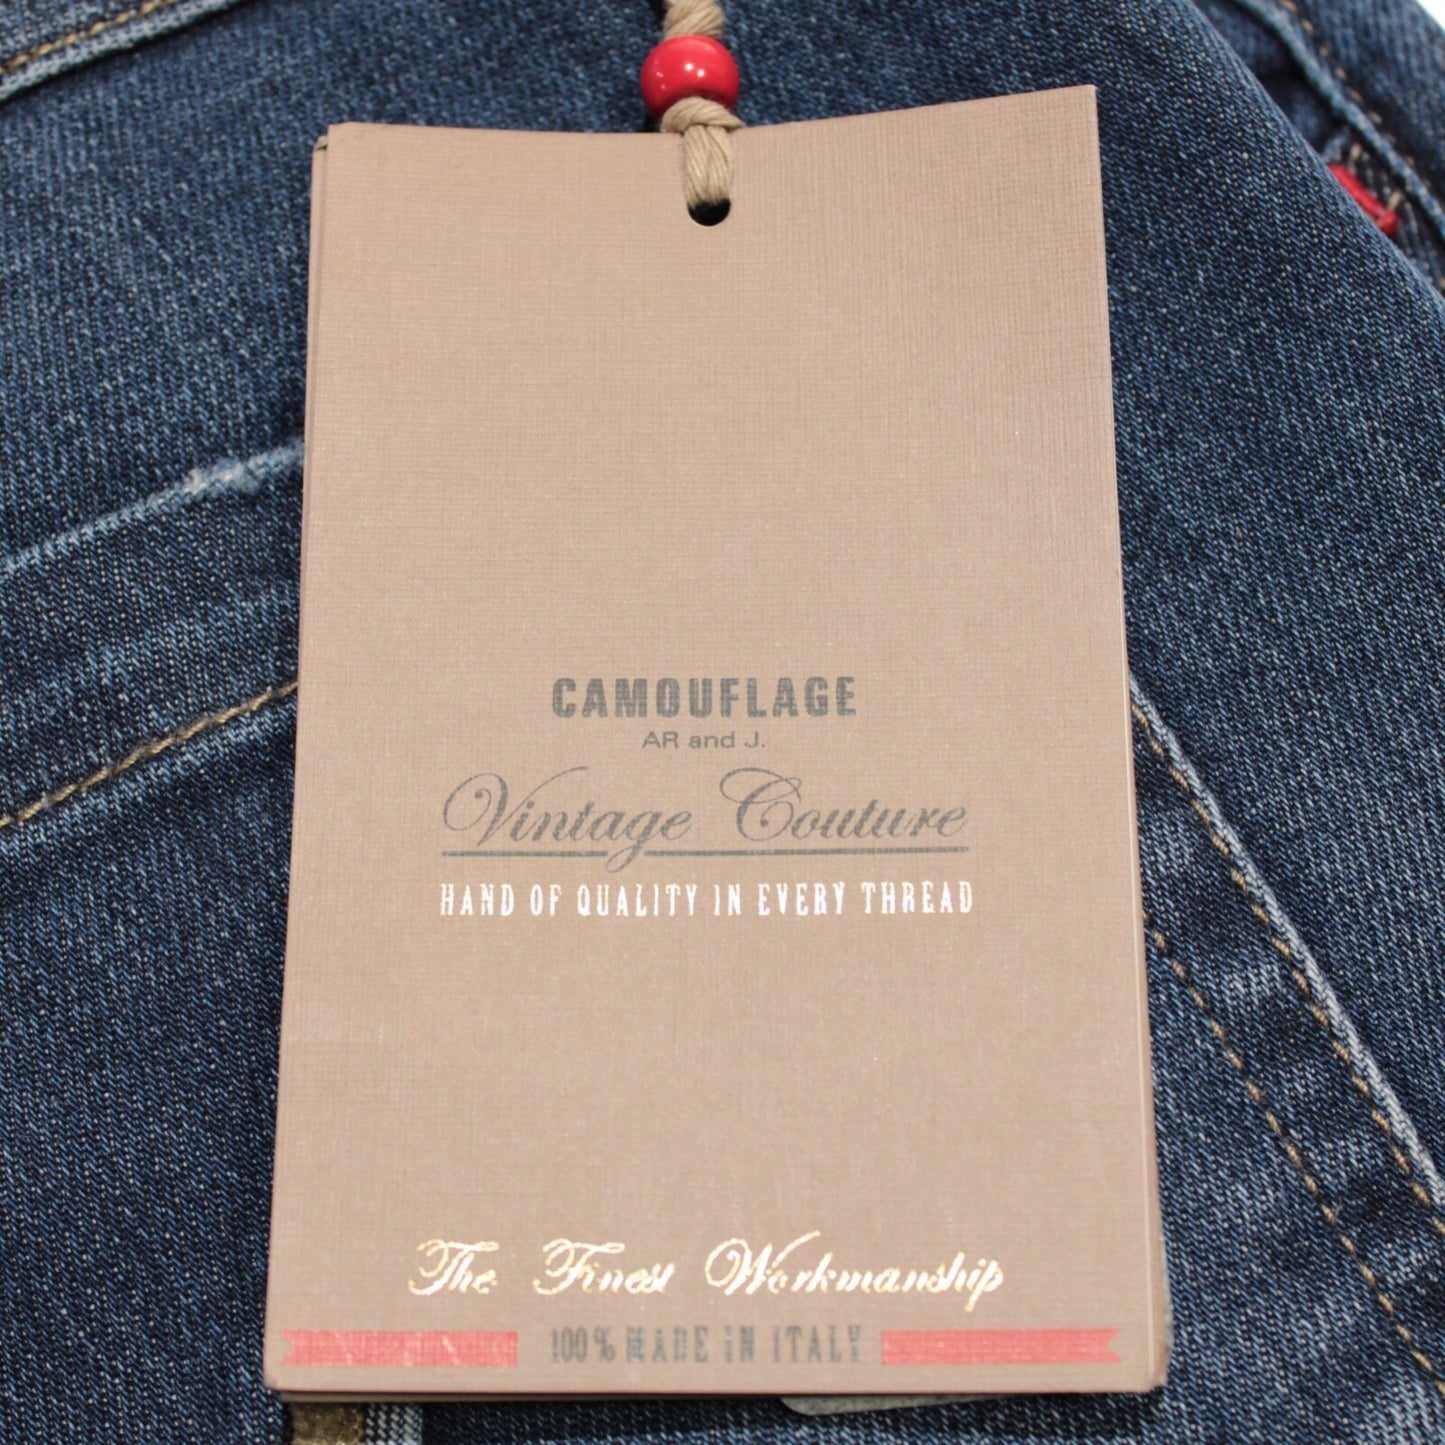 CAMOUFLAGE
AR and J.
Vintage Couture
HAND OF QUALITY IN EVERY THREAD
The Finest Workmanship
100% MADE IN ITALY